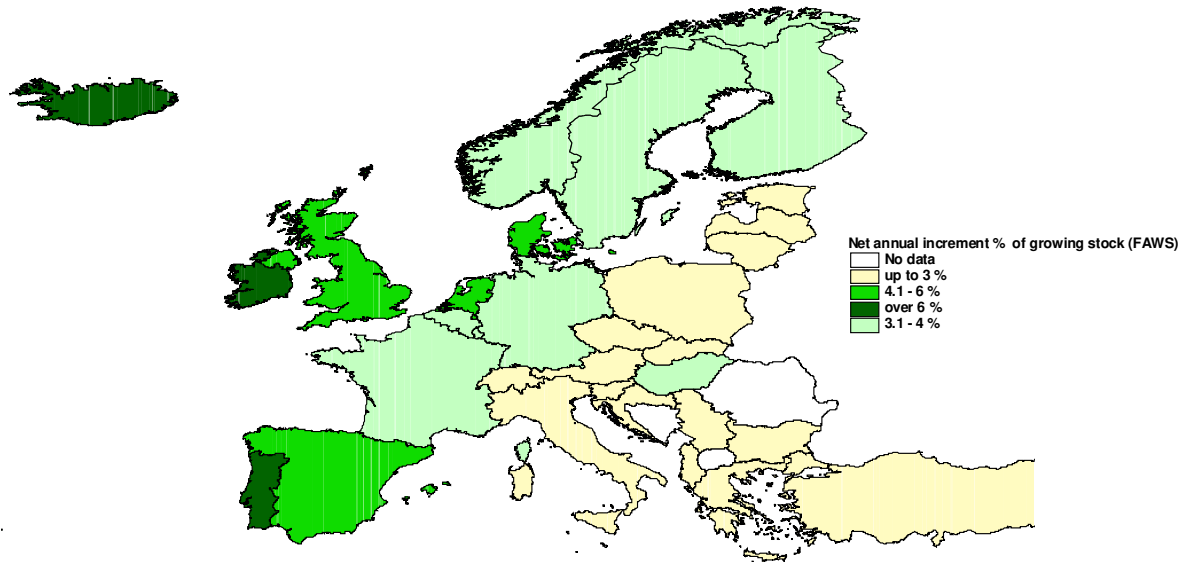 Net annual increment % of growing stock (FAWS)
No data
up to 3 %
4.1 - 6 %
over 6 %
3.1 - 4 %